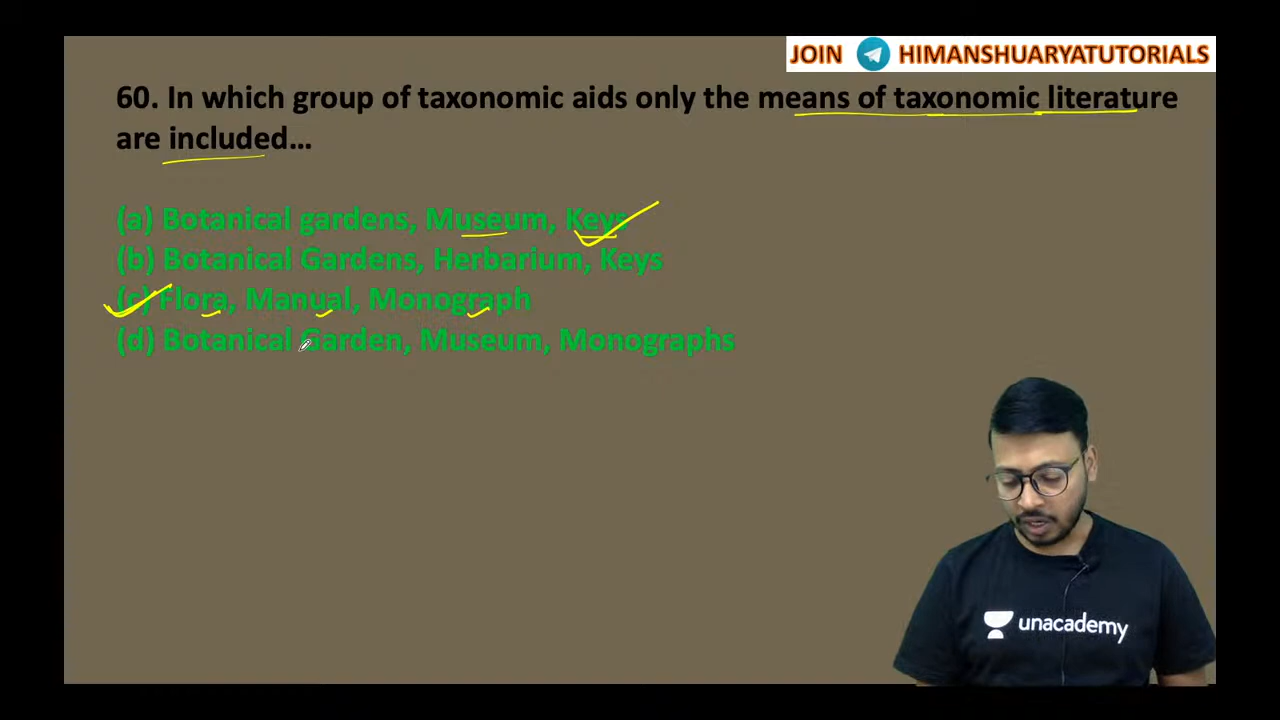 JOIN HIMANSHUARYATUTORIALS
60. In which group of taxonomic aids only the means of taxonomic literature
are included...
(a) Botanical gardens, Museum, Keys
(b) Botanical Gardens, Herbarium, Keys
(c) Flora, Manual, Monograph
(d) Botanical Garden, Museum, Monographs
unacademy